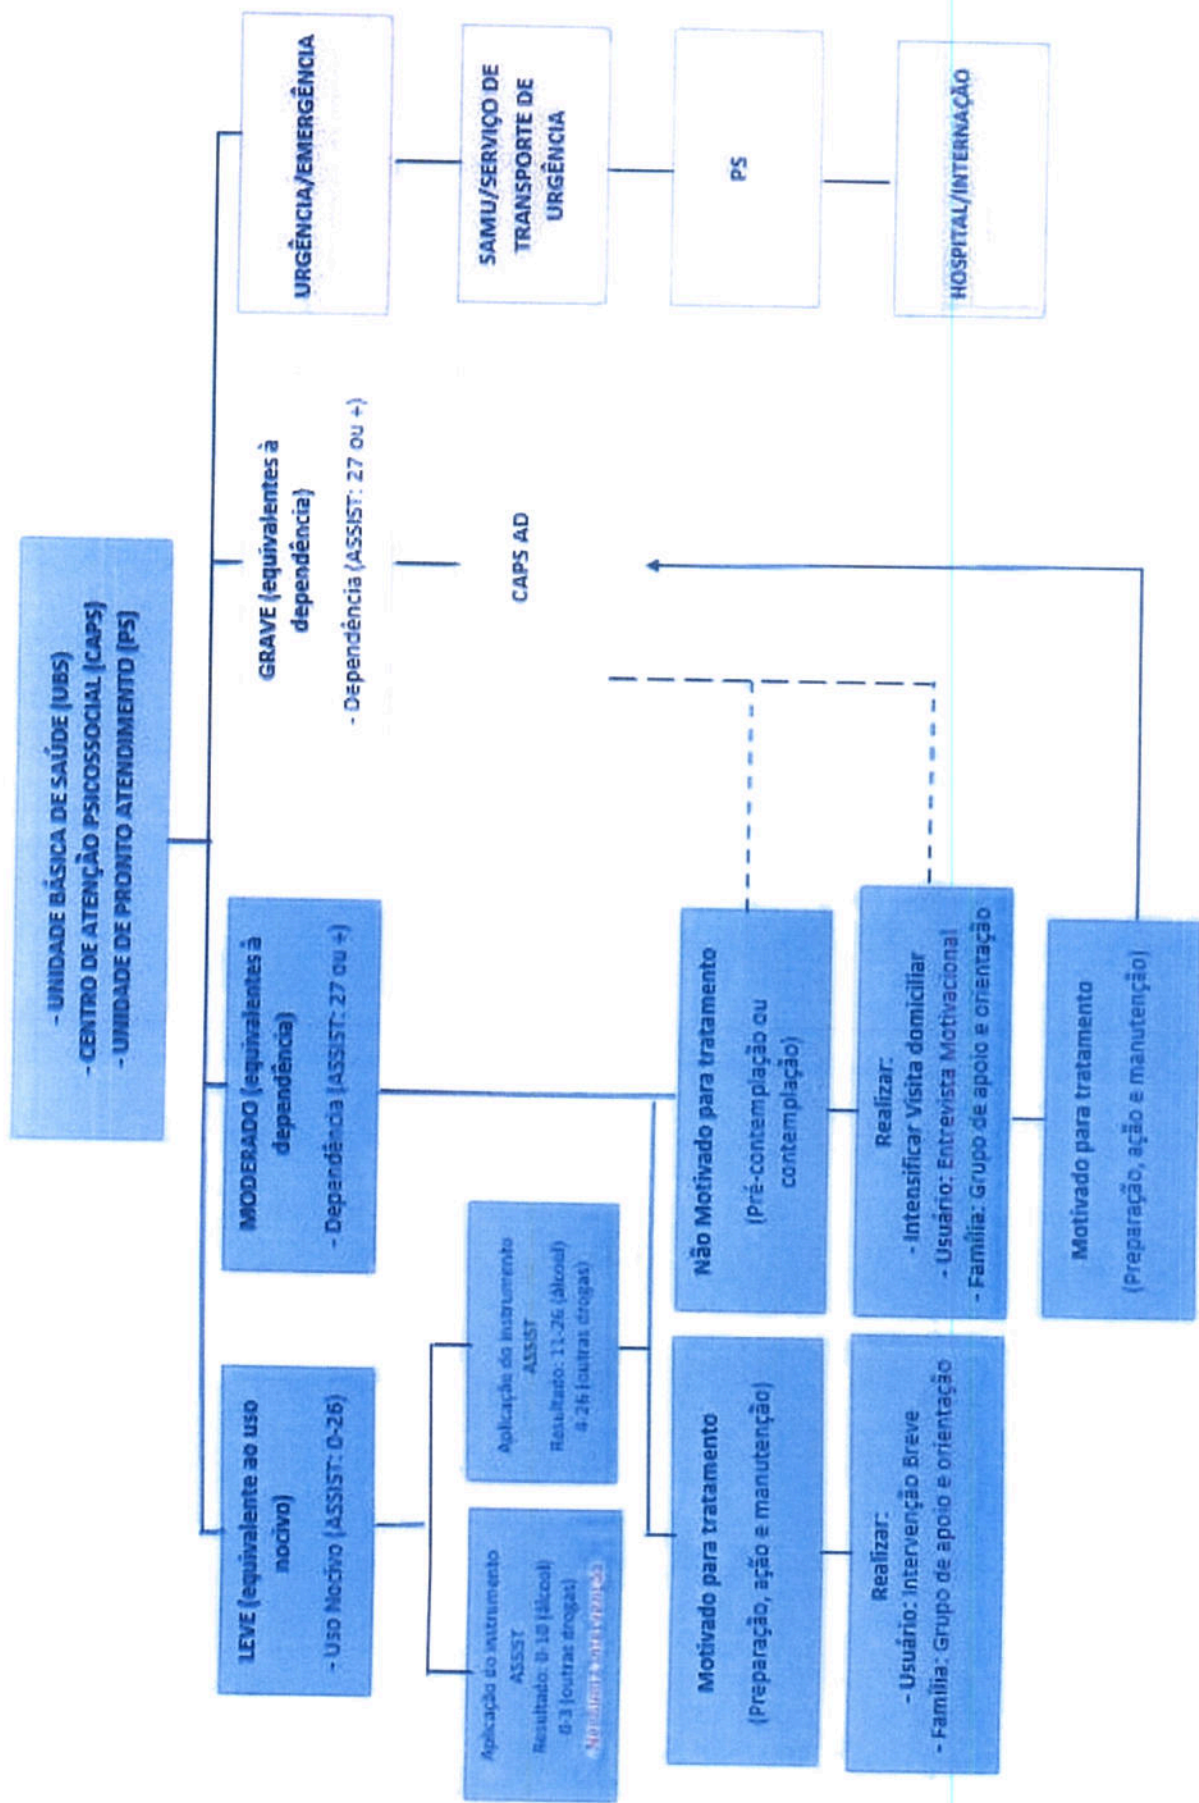 - UNIDADE BÁSICA DE SAÚDE (UBS)
- CENTRO DE ATENÇÃO PSICOSSOCIAL (CAPS)
- UNIDADE DE PRONTO ATENDIMENTO (PS)
LEVE (equivalente ao uso
nocivo)
- Uso Nocivo (ASSIST: 0-26)
MODERADO (equivalentes à
dependência)
- Dependência (ASSIST: 27 ou +)
GRAVE (equivalentes à
dependência)
- Dependência (ASSIST: 27 ou +)
URGÊNCIA/EMERGÊNCIA
Aplicação do instrumento
ASSIST
Resultado: 0-10 (álcool)
0-3 (outras drogas)
Aplicação do instrumento
ASSIST
Resultado: 11-26 (álcool)
4-26 (outras drogas)
CAPS AD
SAMU/SERVIÇO DE
TRANSPORTE DE
URGÊNCIA
Motivado para tratamento
(Preparação, ação e manutenção)
Não Motivado para tratamento
(Pré-contemplação ou
contemplação)
PS
Realizar:
- Usuário: Intervenção Breve
- Família: Grupo de apoio e orientação
Realizar:
- Intensificar Visita domiciliar
- Usuário: Entrevista Motivacional
- Família: Grupo de apoio e orientação
HOSPITAL/INTERNAÇÃO
Motivado para tratamento
(Preparação, ação e manutenção)